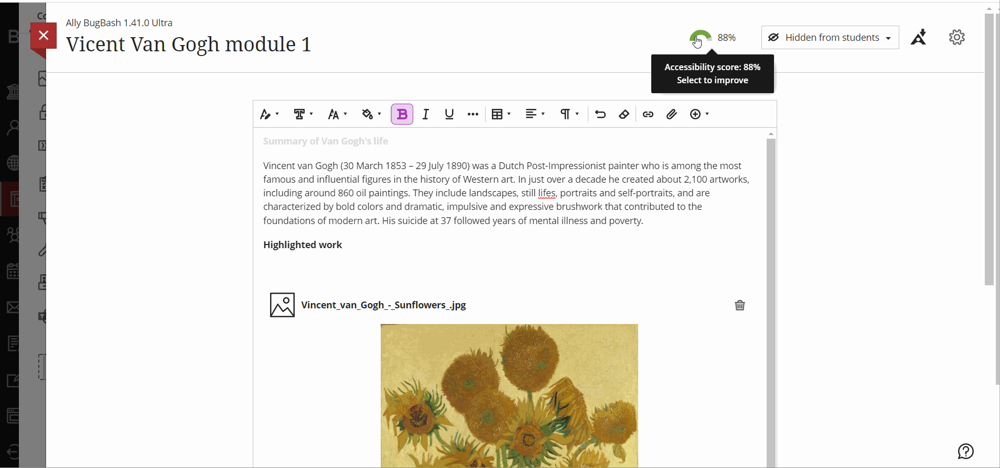 Co
B
Ally BugBash 1.41.0 Ultra
Vicent Van Gogh module 1
88%
Hidden from students
Accessibility score: 88%
Select to improve
Summary of Van Gogh's life
Vincent van Gogh (30 March 1853 – 29 July 1890) was a Dutch Post-Impressionist painter who is among the most
famous and influential figures in the history of Western art. In just over a decade he created about 2,100 artworks,
including around 860 oil paintings. They include landscapes, still lifes, portraits and self-portraits, and are
characterized by bold colors and dramatic, impulsive and expressive brushwork that contributed to the
foundations of modern art. His suicide at 37 followed years of mental illness and poverty.
Highlighted work
Vincent_van_Gogh_-_Sunflowers_.jpg